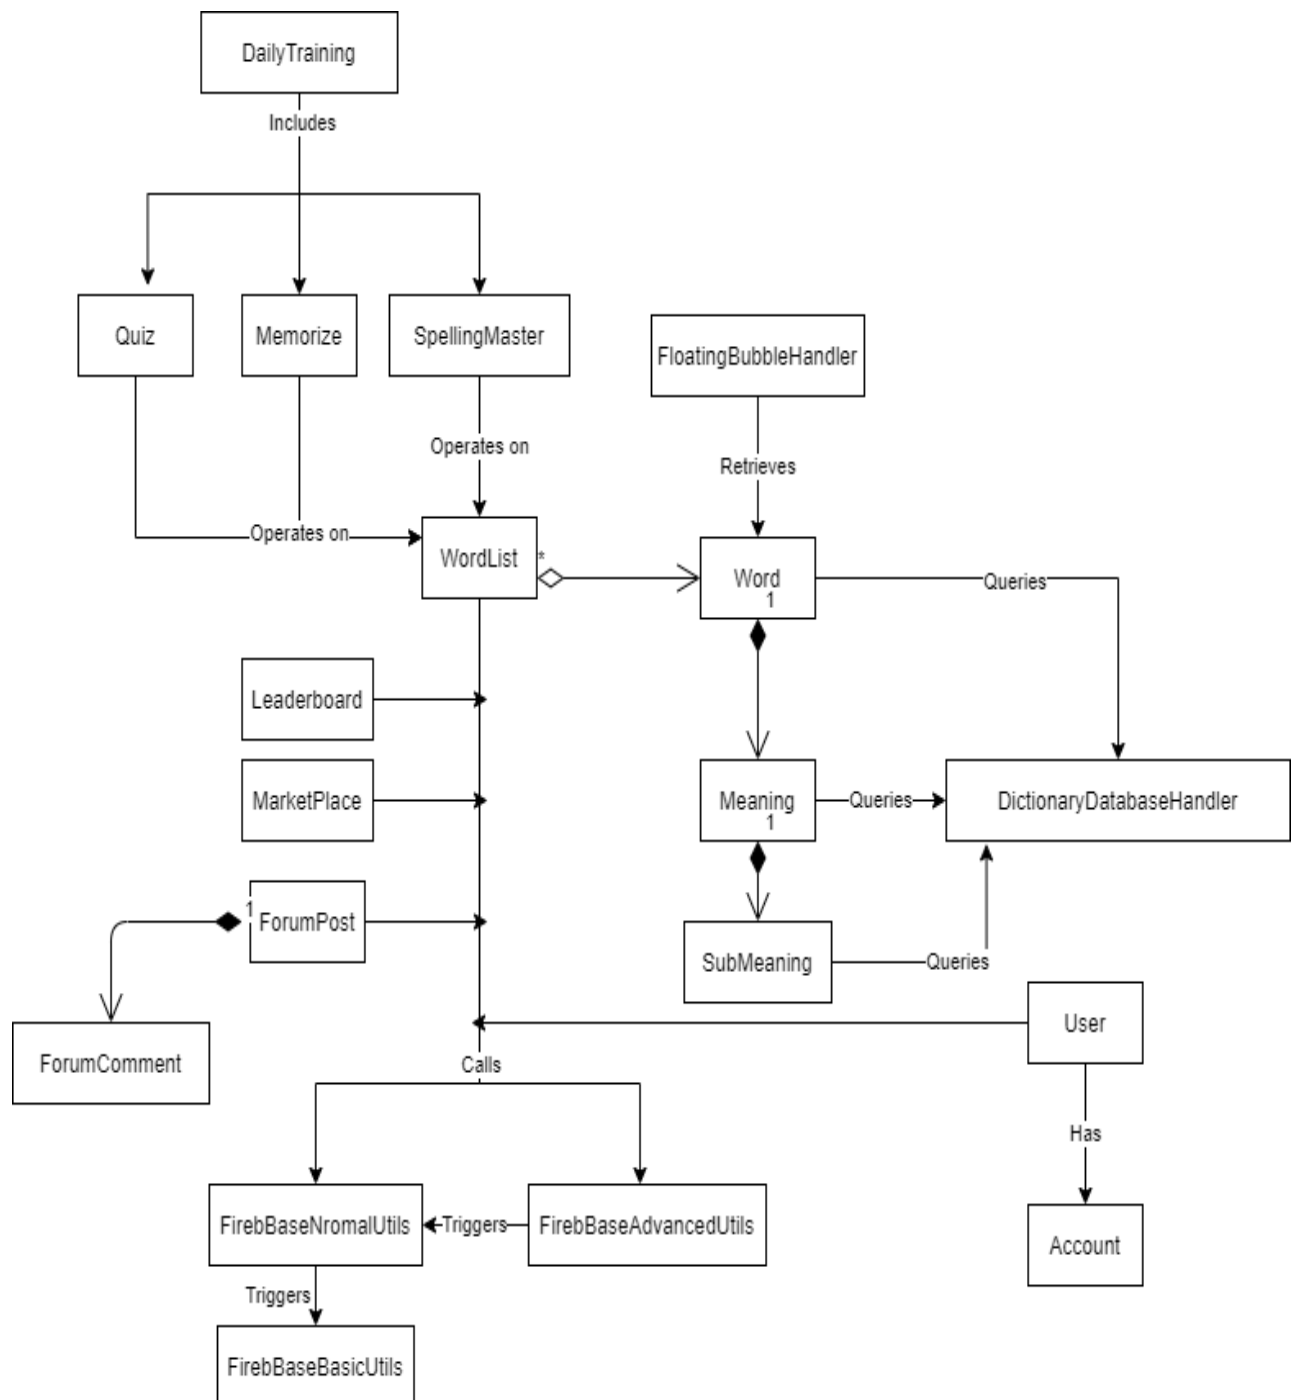 DailyTraining
Includes
Quiz
Memorize
SpellingMaster
FloatingBubbleHandler
Operates on
Retrieves
Operates on
WordList
*
Word
1
Queries
Leaderboard
MarketPlace
Meaning
1
Queries
DictionaryDatabaseHandler
1
ForumPost
SubMeaning
Queries
User
ForumComment
Calls
Has
FirebBaseNromalUtils
Triggers
FirebBaseAdvancedUtils
Account
Triggers
FirebBaseBasicUtils